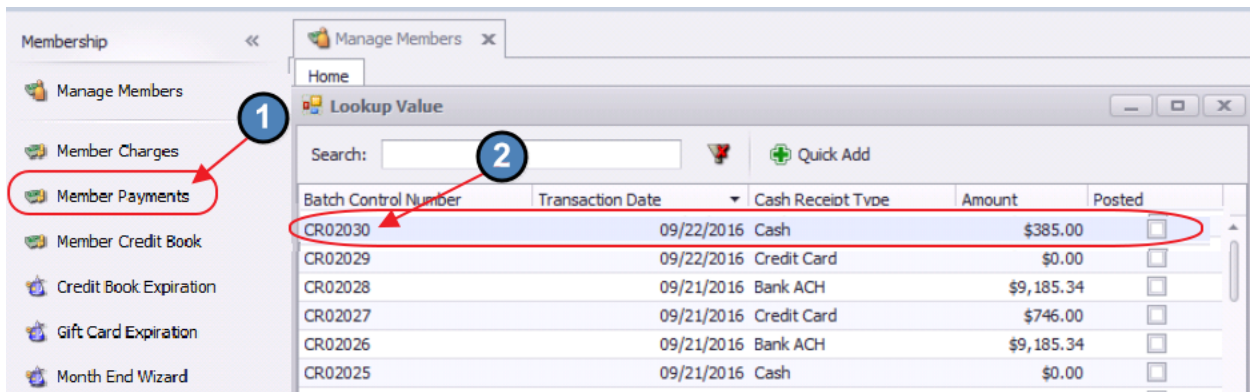 Membership «
Manage Members
Member Charges
Member Payments
Member Credit Book
Credit Book Expiration
Gift Card Expiration
Month End Wizard
1
Manage Members x
Home
Lookup Value
Search: Quick Add
2
Batch Control Number Transaction Date Cash Receipt Type Amount Posted
CR02030 09/22/2016 Cash $385.00
CR02029 09/22/2016 Credit Card $0.00
CR02028 09/21/2016 Bank ACH $9,185.34
CR02027 09/21/2016 Credit Card $746.00
CR02026 09/21/2016 Bank ACH $9,185.34
CR02025 09/21/2016 Cash $0.00